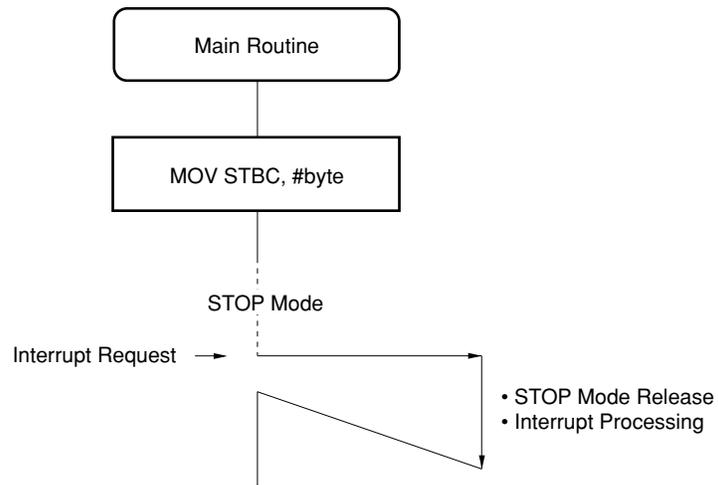 Main Routine
MOV STBC, #byte
STOP Mode
Interrupt Request
• STOP Mode Release
• Interrupt Processing